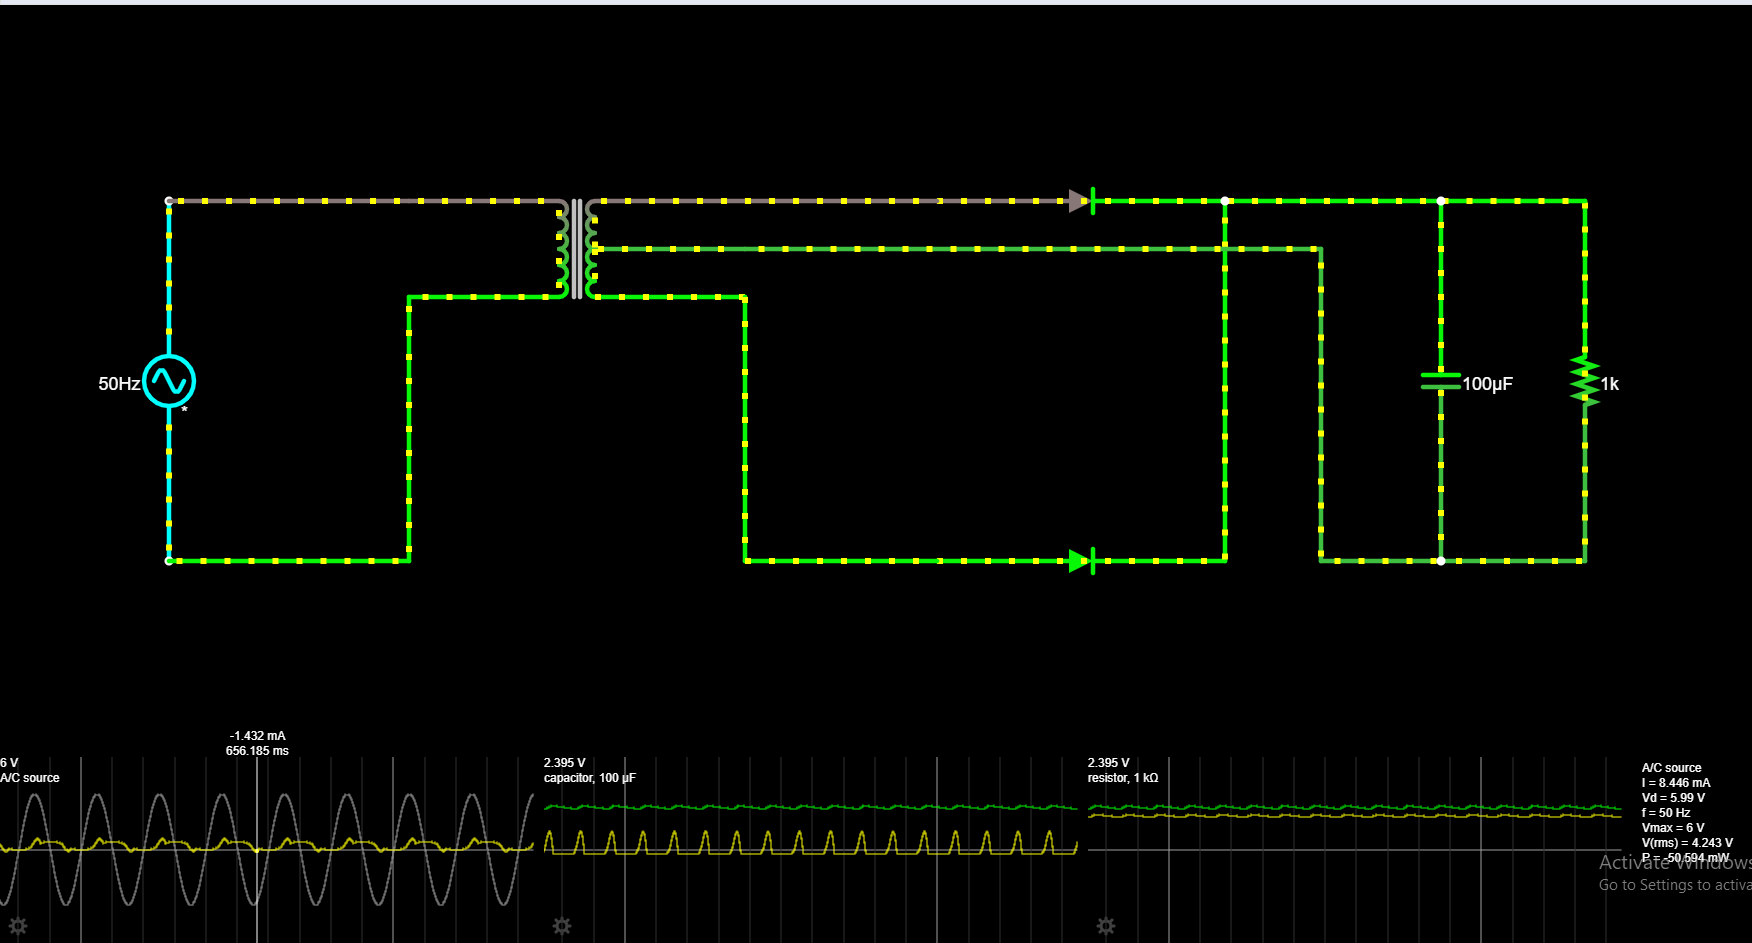 50Hz
*
100μF
1k
-1.432 mA
656.185 ms
6 V
A/C source
2.395 V
capacitor, 100 μF
2.395 V
resistor, 1 kΩ
A/C source
I = 8.446 mA
Vd = 5.99 V
f = 50 Hz
Vmax = 6 V
V(rms) = 4.243 V
P = -50.594 mW
Activate Windows
Go to Settings to activa